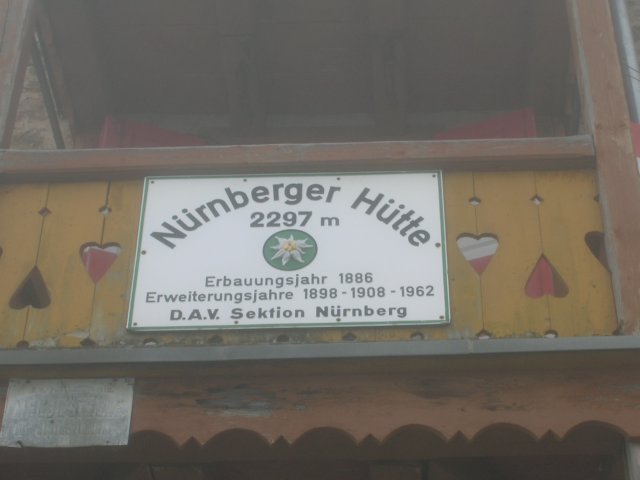 Nürnberger Hütte
2297 m
Erbauungsjahr 1886
Erweiterungsjahre 1898 - 1908 - 1962
D.A.V. Sektion Nürnberg